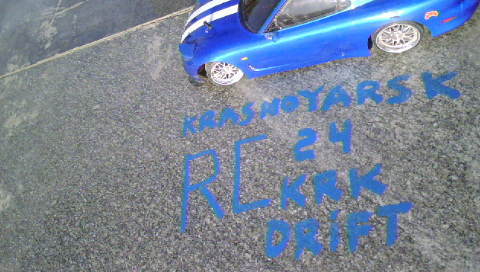 KRASNOYARSK
RC 24
KRK
DRiFT